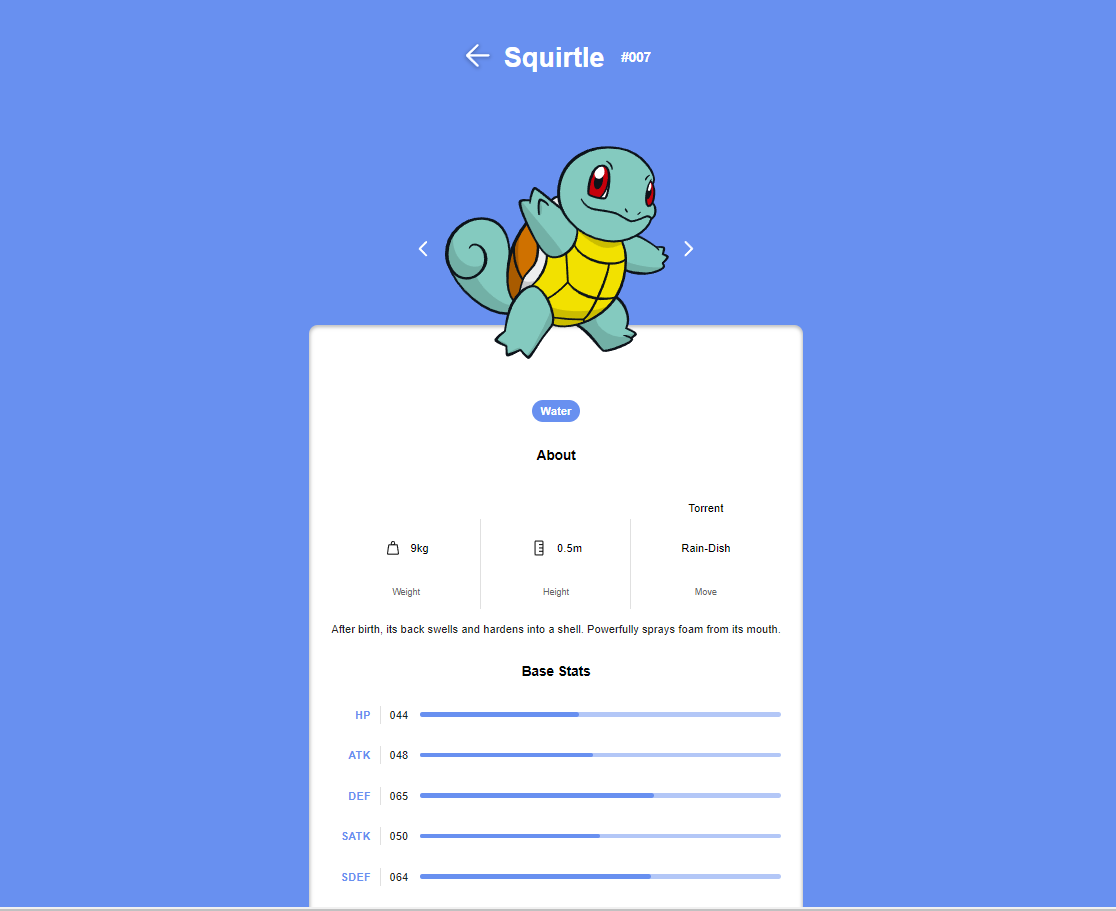 Squirtle #007
Water
About
Torrent
9kg 0.5m Rain-Dish
Weight Height Move
After birth, its back swells and hardens into a shell. Powerfully sprays foam from its mouth.
Base Stats
HP 044
ATK 048
DEF 065
SATK 050
SDEF 064